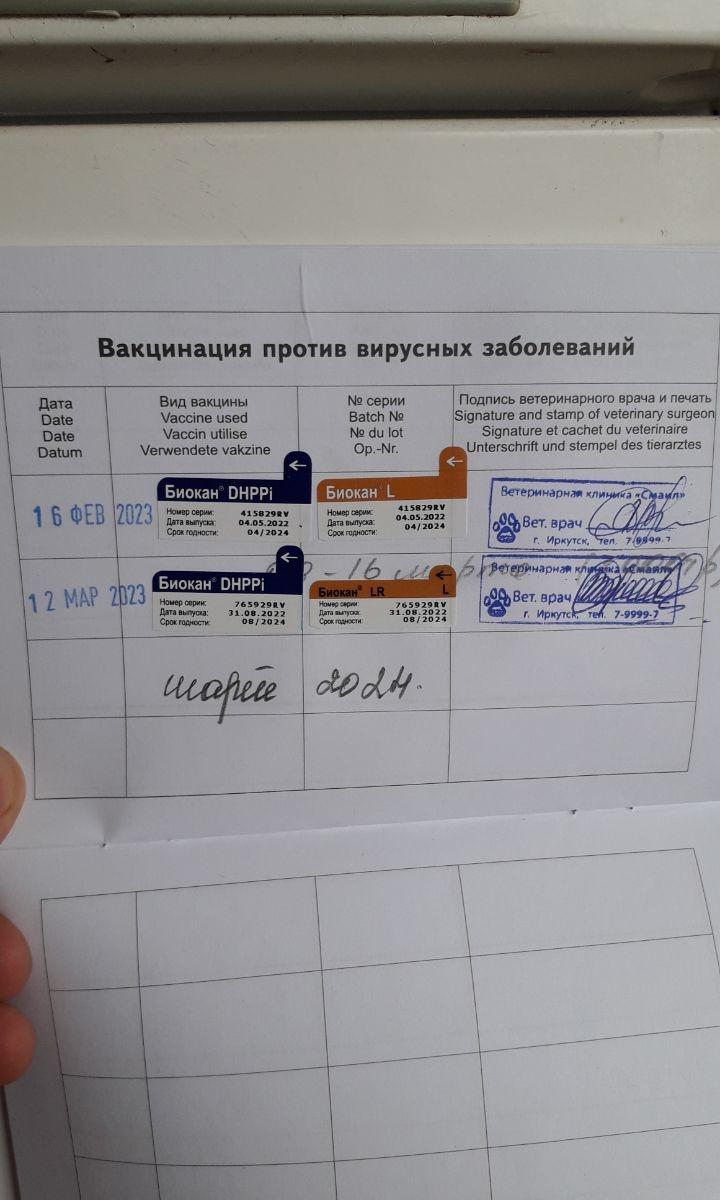 Вакцинация против вирусных заболеваний
Дата
Date
Date
Datum
Вид вакцины
Vaccine used
Vaccin utilise
Verwendete vakzine
№ серии
Batch №
№ du lot
Op.-Nr.
Подпись ветеринарного врача и печать
Signature and stamp of veterinary surgeon
Signature et cachet du veterinaire
Unterschrift und stempel des tierarztes
16 ФЕВ 2023
Биокан® DHPPi
Номер серии: 415829RV
Дата выпуска: 04.05.2022
Срок годности: 04/2024
Биокан® L
Номер серии: 415829RV
Дата выпуска: 04.05.2022
Срок годности: 04/2024
Ветеринарная клиника «Смайл»
Вет. врач
г. Иркутск, тел. 7-9999-7
- 16 марта
12 МАР 2023
Биокан® DHPPi
Номер серии: 765929RV
Дата выпуска: 31.08.2022
Срок годности: 08/2024
Биокан® LR L
Номер серии: 765929RV
Дата выпуска: 31.08.2022
Срок годности: 08/2024
Ветеринарная клиника «Смайл»
Вет. врач
г. Иркутск, тел. 7-9999-7
2024.